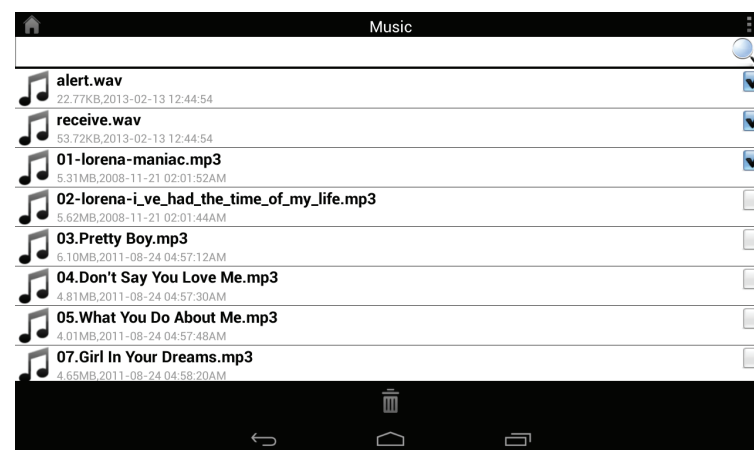 Music
alert.wav
22.77KB,2013-02-13 12:44:54
receive.wav
53.72KB,2013-02-13 12:44:54
01-lorena-maniac.mp3
5.31MB,2008-11-21 02:01:52AM
02-lorena-i_ve_had_the_time_of_my_life.mp3
5.62MB,2008-11-21 02:01:44AM
03.Pretty Boy.mp3
6.10MB,2011-08-24 04:57:12AM
04.Don't Say You Love Me.mp3
4.81MB,2011-08-24 04:57:30AM
05.What You Do About Me.mp3
4.01MB,2011-08-24 04:57:48AM
07.Girl In Your Dreams.mp3
4.65MB,2011-08-24 04:58:20AM